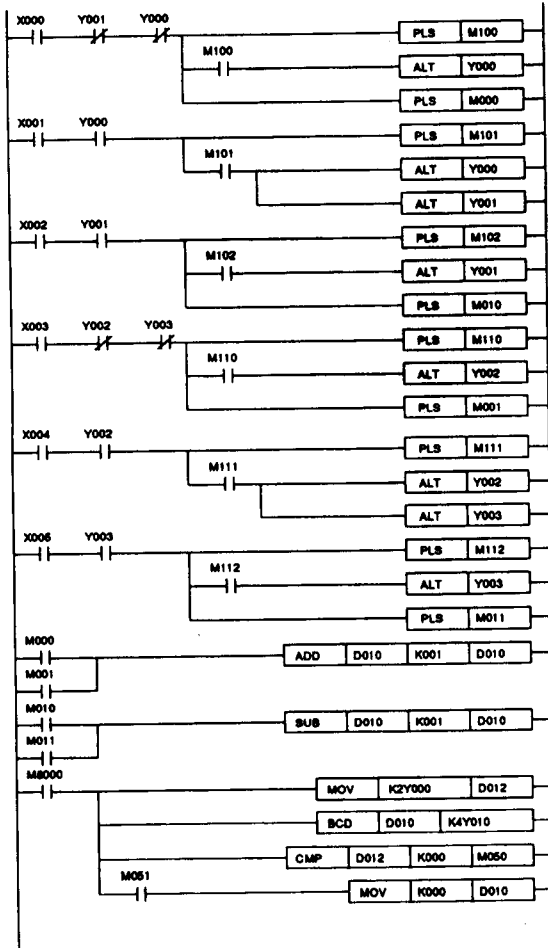 X000 Y001 Y000
PLS M100
M100
ALT Y000
PLS M000
X001 Y000
PLS M101
M101
ALT Y000
ALT Y001
X002 Y001
PLS M102
M102
ALT Y001
PLS M010
X003 Y002 Y003
PLS M110
M110
ALT Y002
PLS M001
X004 Y002
PLS M111
M111
ALT Y002
ALT Y003
X005 Y003
PLS M112
M112
ALT Y003
PLS M011
M000
ADD D010 K001 D010
M001
M010
SUB D010 K001 D010
M011
M8000
MOV K2Y000 D012
BCD D010 K4Y010
CMP D012 K000 M050
M051
MOV K000 D010